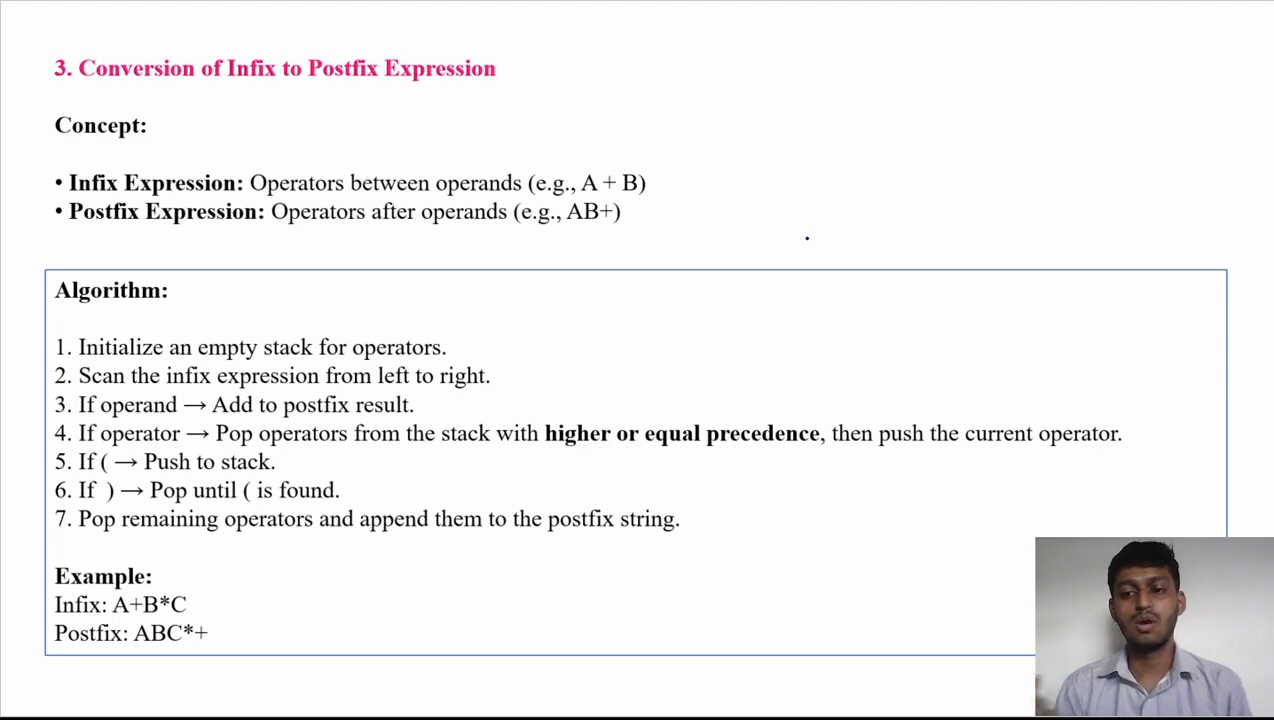 3. Conversion of Infix to Postfix Expression
Concept:
• Infix Expression: Operators between operands (e.g., A + B)
• Postfix Expression: Operators after operands (e.g., AB+)
Algorithm:
1. Initialize an empty stack for operators.
2. Scan the infix expression from left to right.
3. If operand → Add to postfix result.
4. If operator → Pop operators from the stack with higher or equal precedence, then push the current operator.
5. If ( → Push to stack.
6. If  ) → Pop until ( is found.
7. Pop remaining operators and append them to the postfix string.
Example:
Infix: A+B*C
Postfix: ABC*+